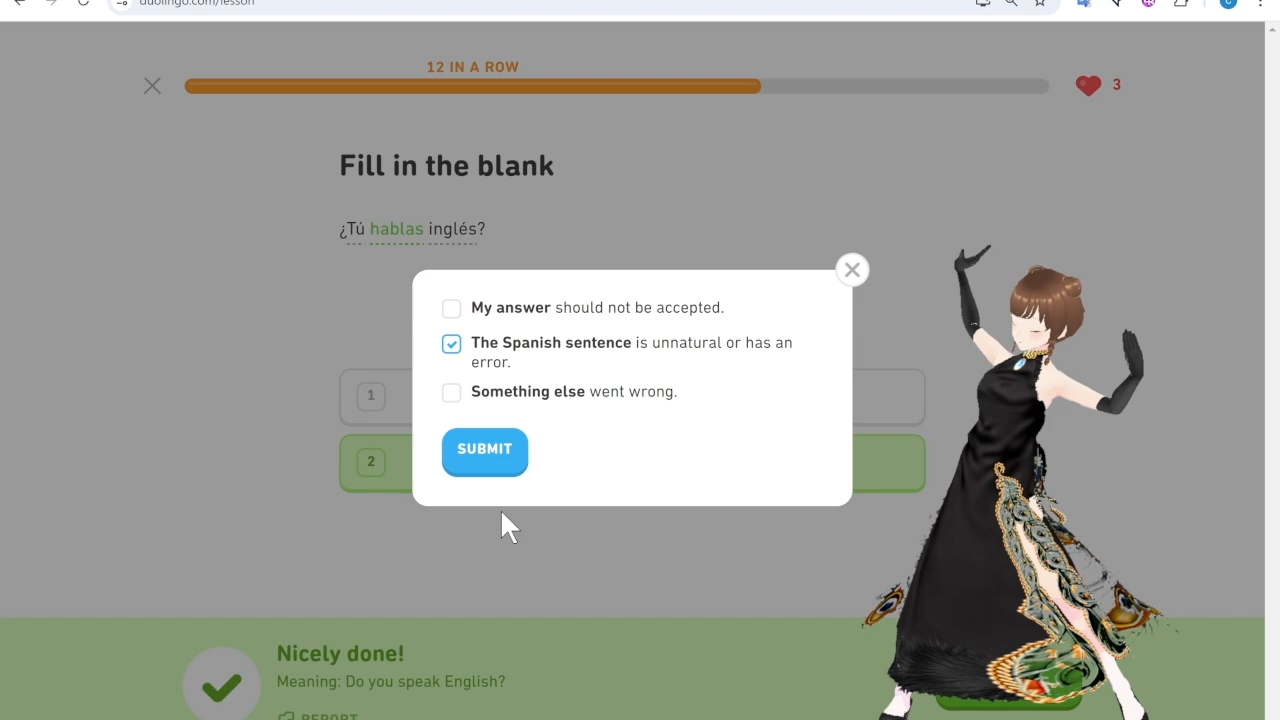 duolingo.com/lesson
12 IN A ROW
3
Fill in the blank
¿Tú hablas inglés?
My answer should not be accepted.
The Spanish sentence is unnatural or has an
error.
Something else went wrong.
1
SUBMIT
2
Nicely done!
Meaning: Do you speak English?
REPORT